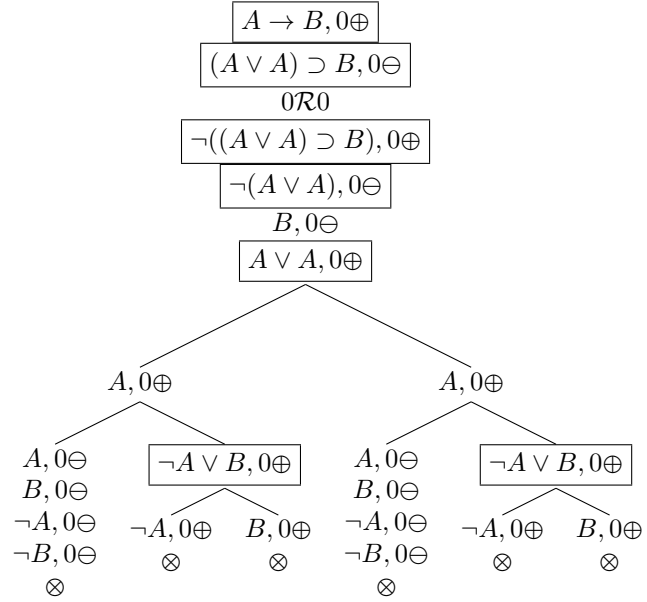 A → B, 0⊕
(A ∨ A) ⊃ B, 0⊖
0ℛ0
¬((A ∨ A) ⊃ B), 0⊕
¬(A ∨ A), 0⊖
B, 0⊖
A ∨ A, 0⊕
A, 0⊕ A, 0⊕
A, 0⊖ ¬A ∨ B, 0⊕ A, 0⊖ ¬A ∨ B, 0⊕
B, 0⊖ B, 0⊖
¬A, 0⊖ ¬A, 0⊕ B, 0⊕ ¬A, 0⊖ ¬A, 0⊕ B, 0⊕
¬B, 0⊖ ⊗ ⊗ ¬B, 0⊖ ⊗ ⊗
⊗ ⊗